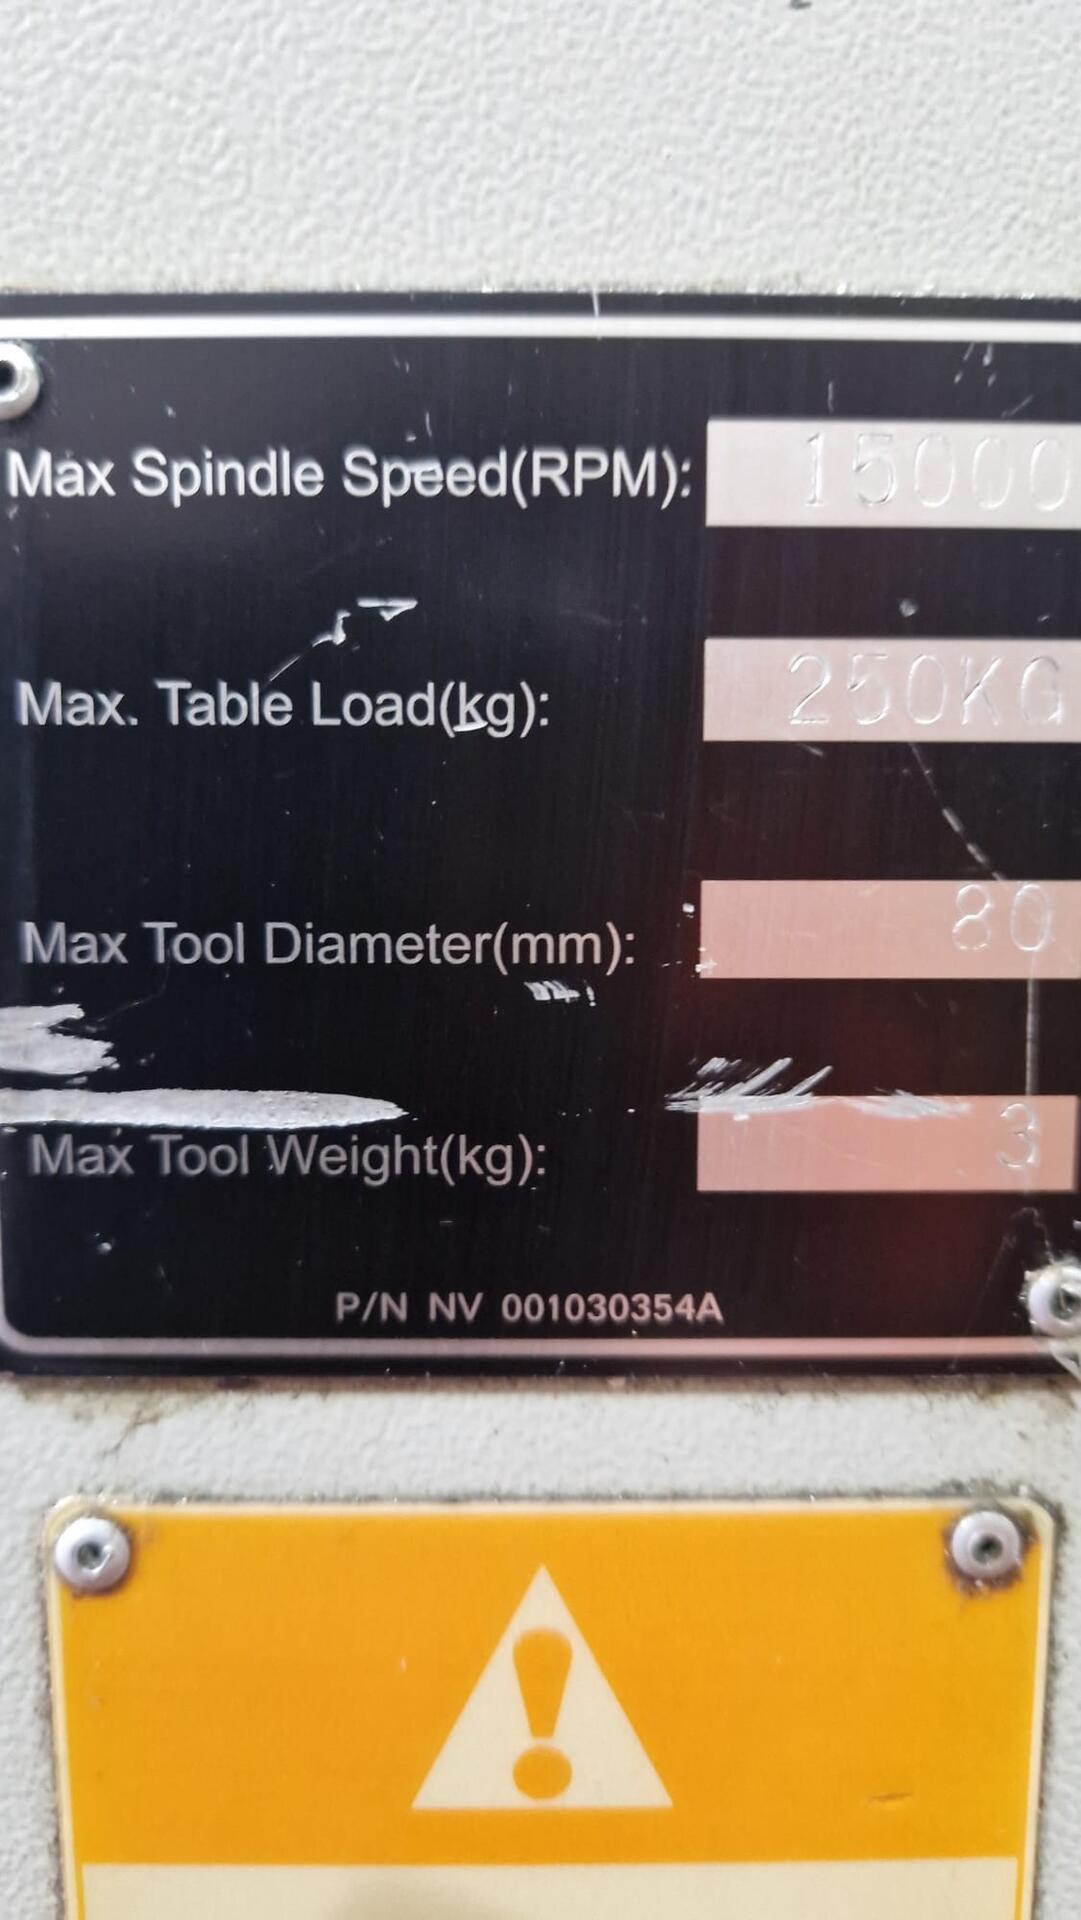 Max Spindle Speed(RPM): 15000
Max. Table Load(kg): 250KG
Max Tool Diameter(mm): 80
Max Tool Weight(kg): 3
P/N NV 001030354A
!